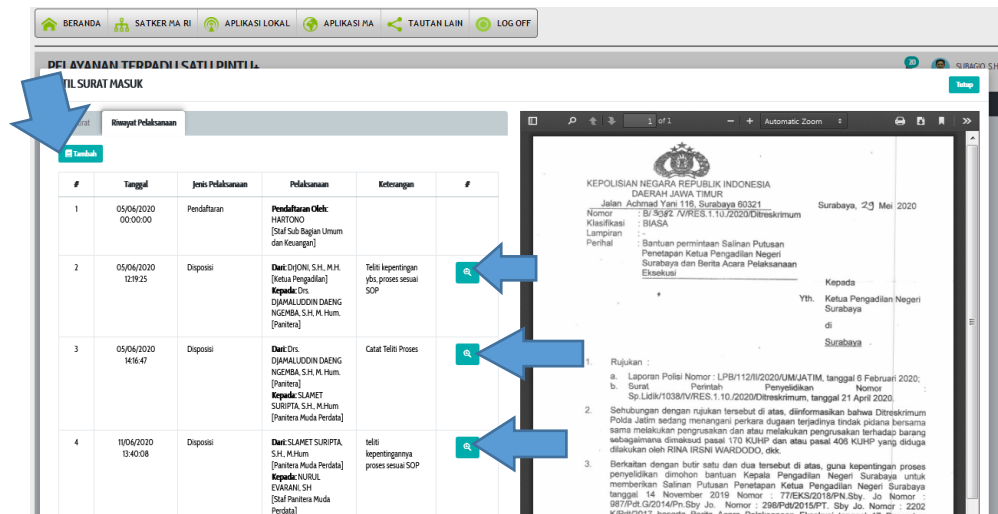 BERANDA SATKER MA RI APLIKASI LOKAL APLIKASI MA TAUTAN LAIN LOG OFF
PELAYANAN TERPADU SATU PINTU+
20 SUBAGIO S.H
TIL SURAT MASUK
Tutup
Riwayat Pelaksanaan
Tambah
# Tanggal Jenis Pelaksanaan Pelaksanaan Keterangan #
1 05/06/2020 Pendaftaran Pendaftaran Oleh:
00:00:00 HARTONO
[Staf Sub Bagian Umum
dan Keuangan]
2 05/06/2020 Disposisi Dari: DrJONI, S.H., M.H. Teliti kepentingan
12:19:25 [Ketua Pengadilan] ybs, proses sesuai
Kepada: Drs. SOP
DJAMALUDDIN DAENG
NGEMBA, S.H, M. Hum.
[Panitera]
3 05/06/2020 Disposisi Dari: Drs. Catat Teliti Proses
14:16:47 DJAMALUDDIN DAENG
NGEMBA, S.H, M. Hum.
[Panitera]
Kepada: SLAMET
SURIPTA, S.H., M.Hum
[Panitera Muda Perdata]
4 11/06/2020 Disposisi Dari: SLAMET SURIPTA, teliti
13:40:08 S.H., M.Hum kepentingannya
[Panitera Muda Perdata] proses sesuai SOP
Kepada: NURUL
EVARANI, SH
[Staf Panitera Muda
Perdata]
1 of 1 Automatic Zoom
KEPOLISIAN NEGARA REPUBLIK INDONESIA
DAERAH JAWA TIMUR
Jalan Achmad Yani 116, Surabaya 60321
Surabaya, 29 Mei 2020
Nomor : B/ 3982 /V/RES.1.10./2020/Ditreskrimum
Klasifikasi : BIASA
Lampiran : -
Perihal : Bantuan permintaan Salinan Putusan
Penetapan Ketua Pengadilan Negeri
Surabaya dan Berita Acara Pelaksanaan
Eksekusi
Kepada
Yth. Ketua Pengadilan Negeri
Surabaya
di
Surabaya
1. Rujukan :
a. Laporan Polisi Nomor : LPB/112/II/2020/UM/JATIM, tanggal 6 Februari 2020;
b. Surat Perintah Penyelidikan Nomor :
Sp.Lidik/1038/IV/RES.1.10./2020/Ditreskrimum, tanggal 21 April 2020.
2. Sehubungan dengan rujukan tersebut di atas, diinformasikan bahwa Ditreskrimum
Polda Jatim sedang menangani perkara dugaan terjadinya tindak pidana bersama
sama melakukan pengrusakan dan atau melakukan pengrusakan terhadap barang
sebagaimana dimaksud pasal 170 KUHP dan atau pasal 406 KUHP yang diduga
dilakukan oleh RINA IRSNI WARDODO, dkk.
3. Berkaitan dengan butir satu dan dua tersebut di atas, guna kepentingan proses
penyelidikan dimohon bantuan Kepala Pengadilan Negeri Surabaya untuk
memberikan Salinan Putusan Penetapan Ketua Pengadilan Negeri Surabaya
tanggal 14 November 2019 Nomor : 77/EKS/2018/PN.Sby. Jo Nomor :
987/Pdt.G/2014/Pn.Sby Jo. Nomor : 298/Pdt/2015/PT. Sby Jo. Nomor : 2202